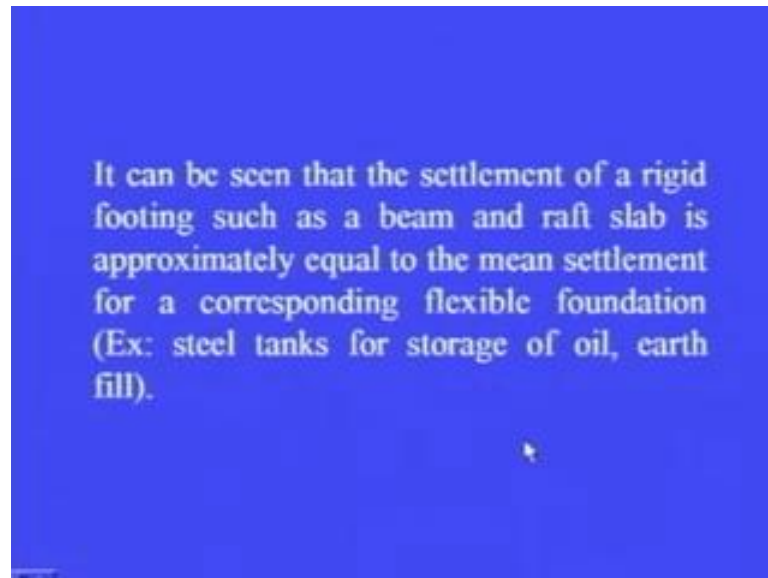 It can be seen that the settlement of a rigid
footing such as a beam and raft slab is
approximately equal to the mean settlement
for a corresponding flexible foundation
(Ex: steel tanks for storage of oil, earth
fill).